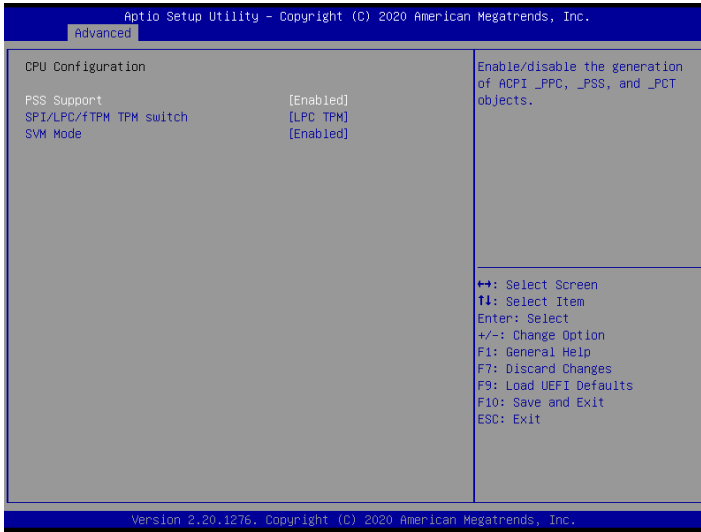 Aptio Setup Utility – Copyright (C) 2020 American Megatrends, Inc.
Advanced
CPU Configuration
PSS Support [Enabled]
SPI/LPC/fTPM TPM switch [LPC TPM]
SVM Mode [Enabled]
Enable/disable the generation
of ACPI _PPC, _PSS, and _PCT
objects.
↔: Select Screen
↑↓: Select Item
Enter: Select
+/-: Change Option
F1: General Help
F7: Discard Changes
F9: Load UEFI Defaults
F10: Save and Exit
ESC: Exit
Version 2.20.1276. Copyright (C) 2020 American Megatrends, Inc.